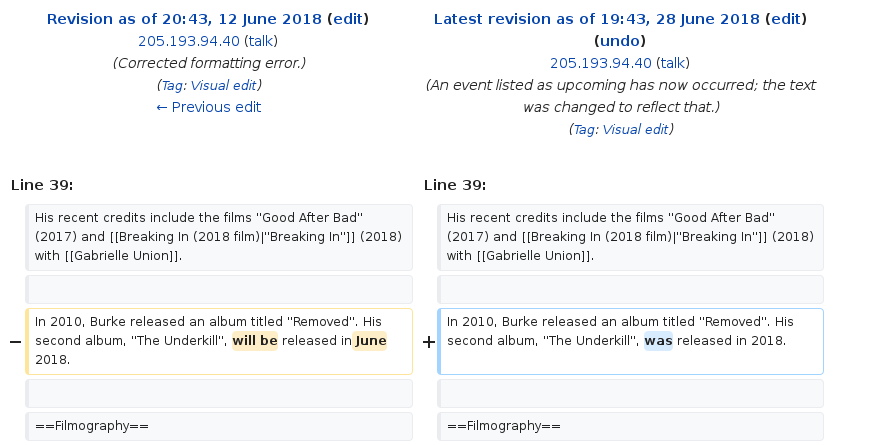 Revision as of 20:43, 12 June 2018 (edit)
205.193.94.40 (talk)
(Corrected formatting error.)
(Tag: Visual edit)
← Previous edit
Latest revision as of 19:43, 28 June 2018 (edit)
(undo)
205.193.94.40 (talk)
(An event listed as upcoming has now occurred; the text
was changed to reflect that.)
(Tag: Visual edit)
Line 39:
Line 39:
His recent credits include the films "Good After Bad"
(2017) and [[Breaking In (2018 film)|"Breaking In"]] (2018)
with [[Gabrielle Union]].
His recent credits include the films "Good After Bad"
(2017) and [[Breaking In (2018 film)|"Breaking In"]] (2018)
with [[Gabrielle Union]].
− In 2010, Burke released an album titled "Removed". His
second album, "The Underkill", will be released in June
2018.
+ In 2010, Burke released an album titled "Removed". His
second album, "The Underkill", was released in 2018.
==Filmography==
==Filmography==